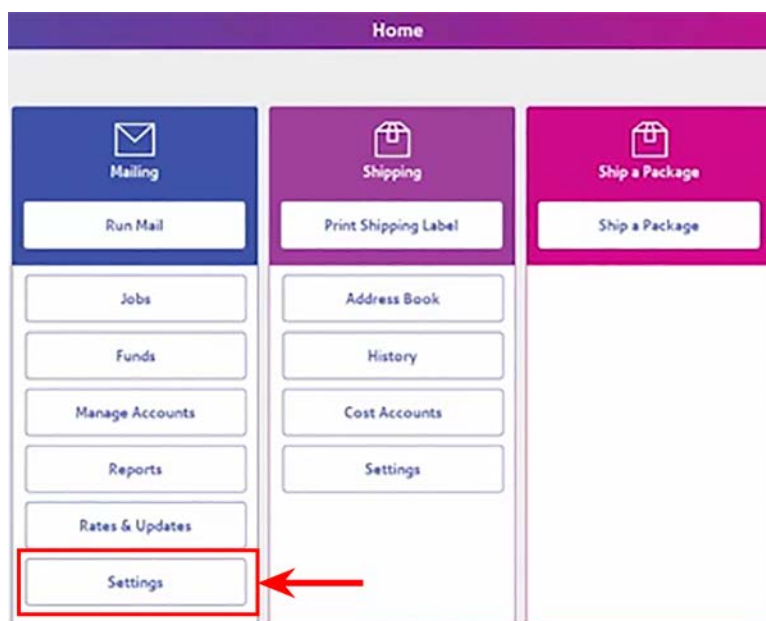 Home
Mailing
Run Mail
Jobs
Funds
Manage Accounts
Reports
Rates & Updates
Settings
Shipping
Print Shipping Label
Address Book
History
Cost Accounts
Settings
Ship a Package
Ship a Package